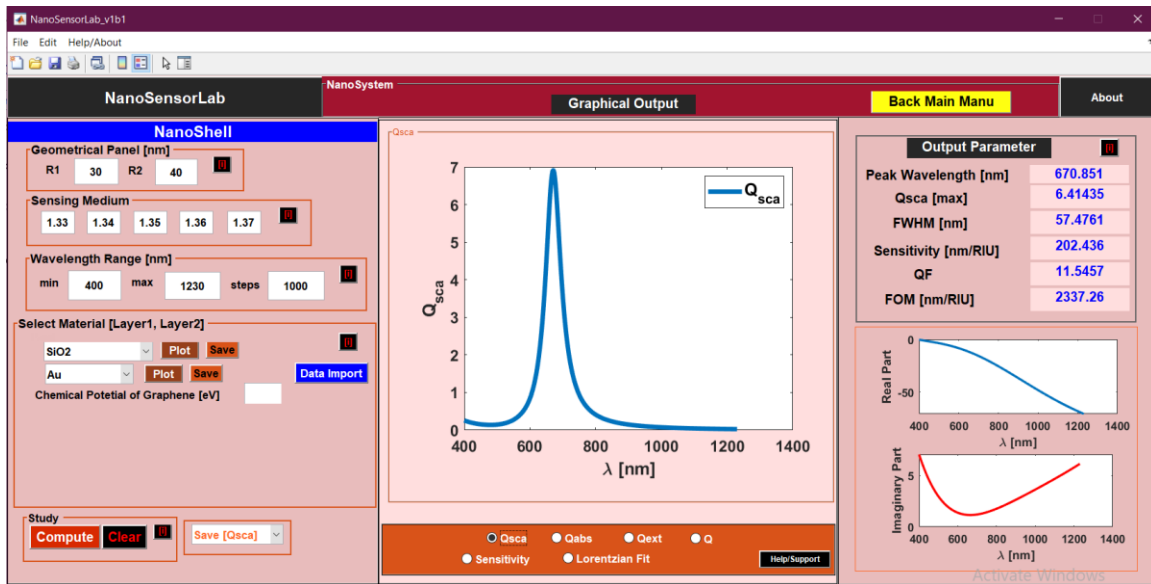 NanoSensorLab_v1b1
File Edit Help/About
NanoSensorLab
NanoSystem
Graphical Output
Back Main Manu
About
NanoShell
Geometrical Panel [nm]
R1 30 R2 40 [i]
Sensing Medium
1.33 1.34 1.35 1.36 1.37 [i]
Wavelength Range [nm]
min 400 max 1230 steps 1000 [i]
Select Material [Layer1, Layer2]
[i]
SiO2 Plot Save
Au Plot Save Data Import
Chemical Potetial of Graphene [eV]
Study
Compute Clear [i]
Save [Qsca]
Qsca
7
6
5
4
3
2
1
0
Qsca
Qsca
400 600 800 1000 1200 1400
λ [nm]
Qsca Qabs Qext Q
Sensitivity Lorentzian Fit
Help/Support
Output Parameter [i]
Peak Wavelength [nm] 670.851
Qsca [max] 6.41435
FWHM [nm] 57.4761
Sensitivity [nm/RIU] 202.436
QF 11.5457
FOM [nm/RIU] 2337.26
Real Part
0
-50
400 600 800 1000 1200 1400
λ [nm]
Imaginary Part
5
0
400 600 800 1000 1200 1400
λ [nm]
Activate Windows